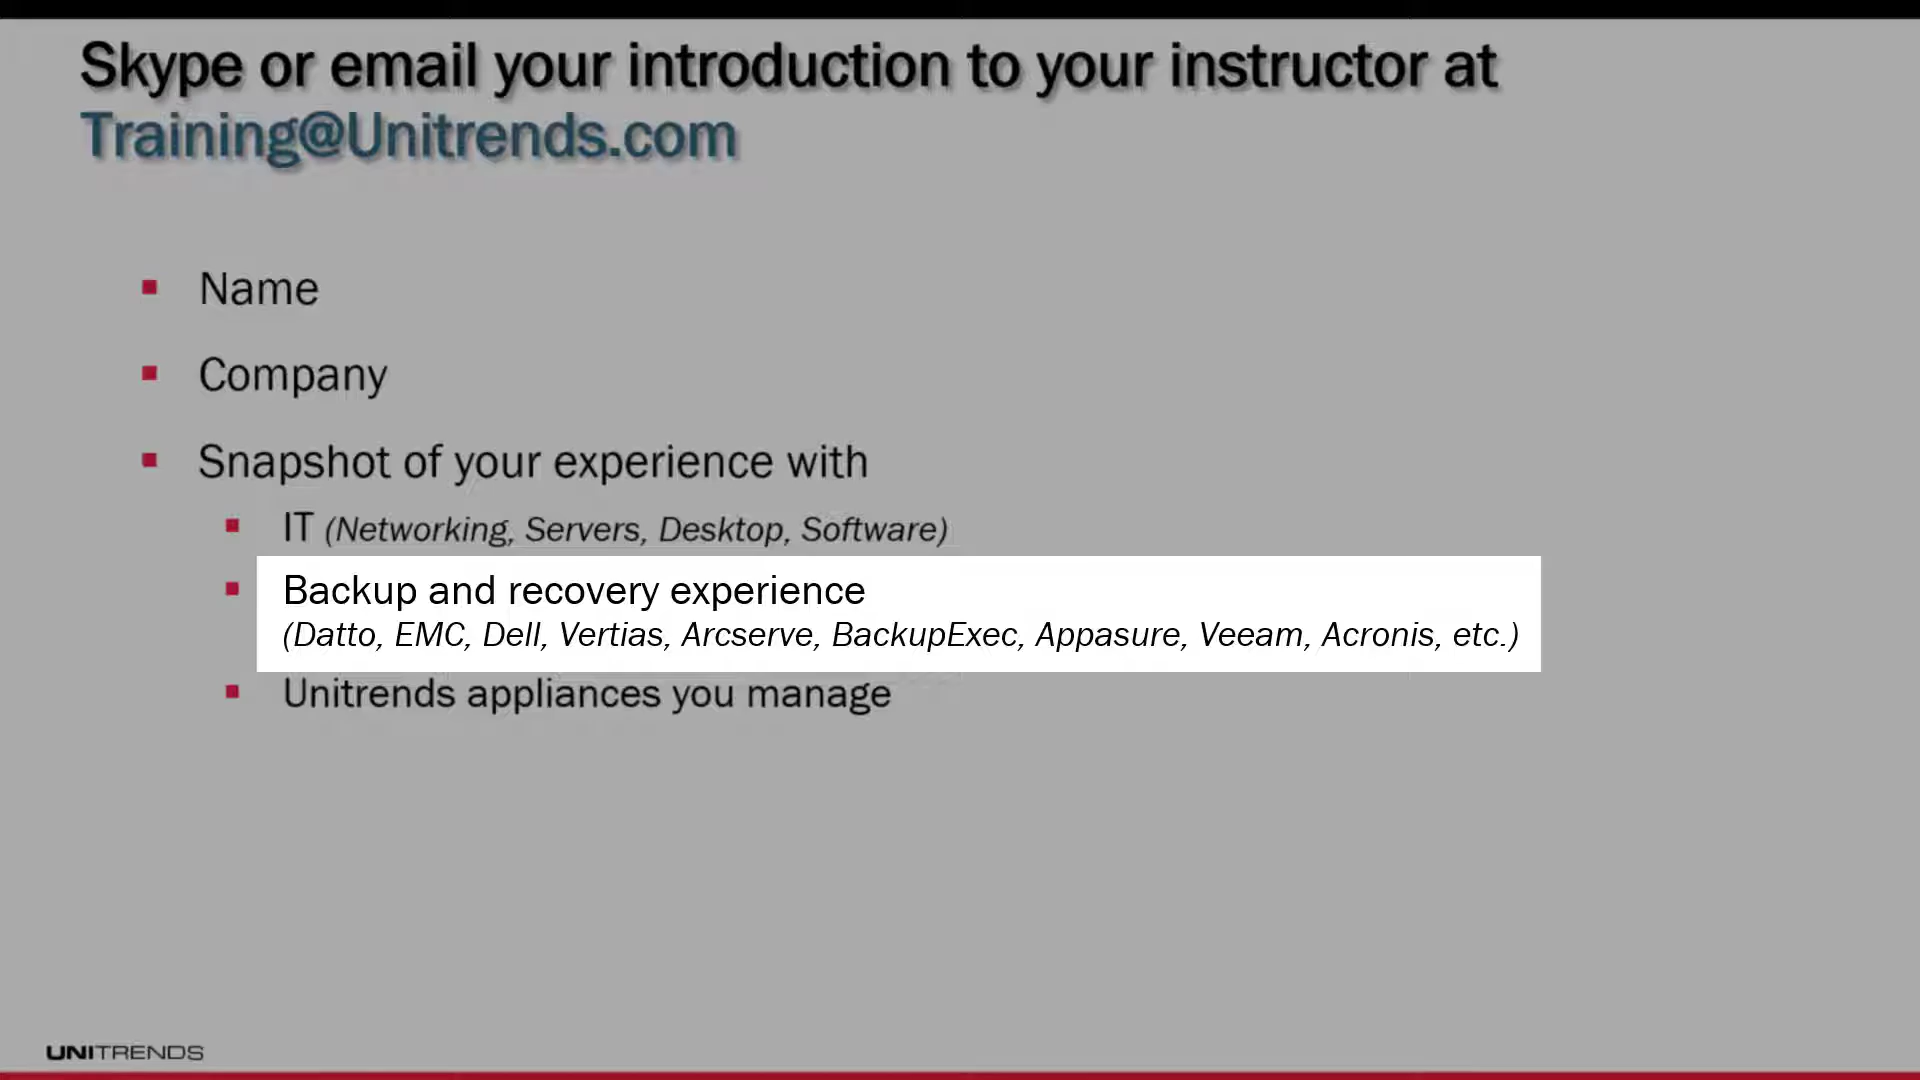 Skype or email your introduction to your instructor at
Training@Unitrends.com
Name
Company
Snapshot of your experience with
IT (Networking, Servers, Desktop, Software)
Backup and recovery experience
(Datto, EMC, Dell, Vertias, Arcserve, BackupExec, Appasure, Veeam, Acronis, etc.)
Unitrends appliances you manage
UNITRENDS